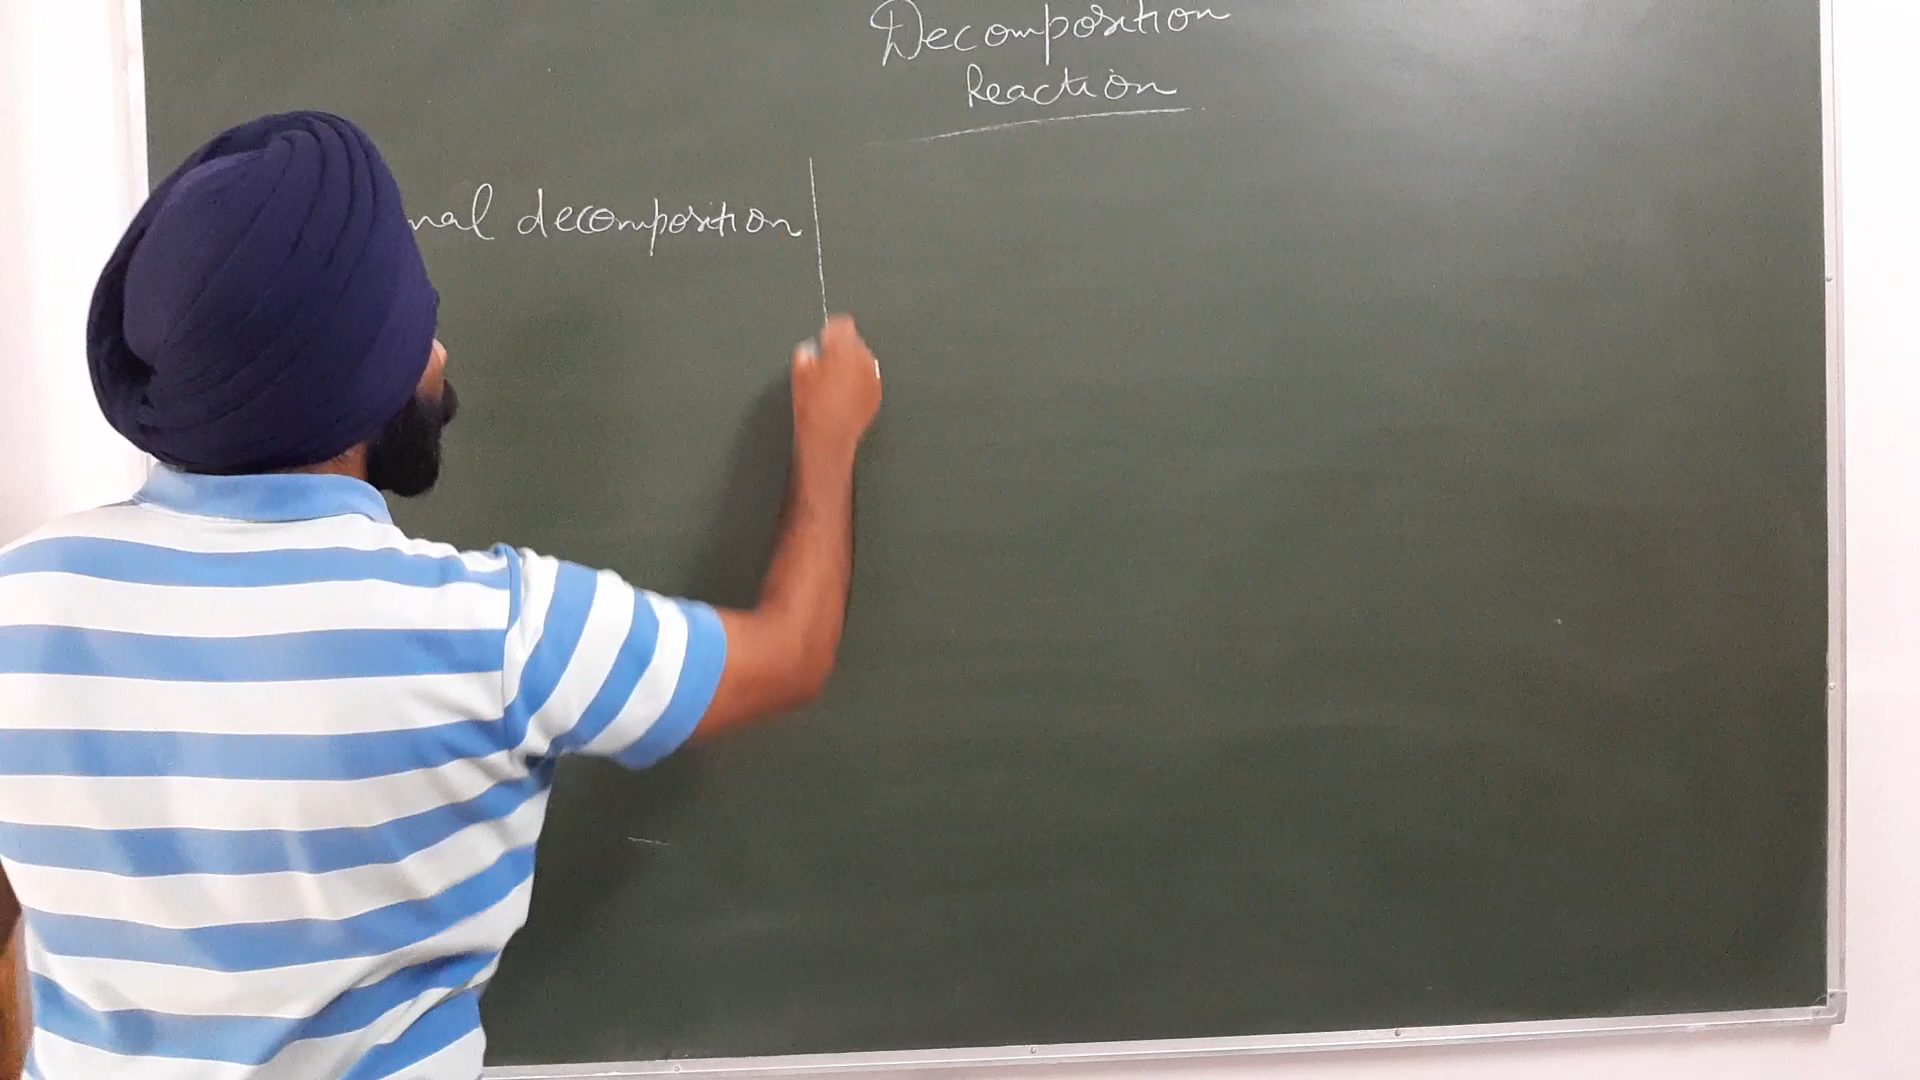 Decomposition
Reaction
nal decomposition